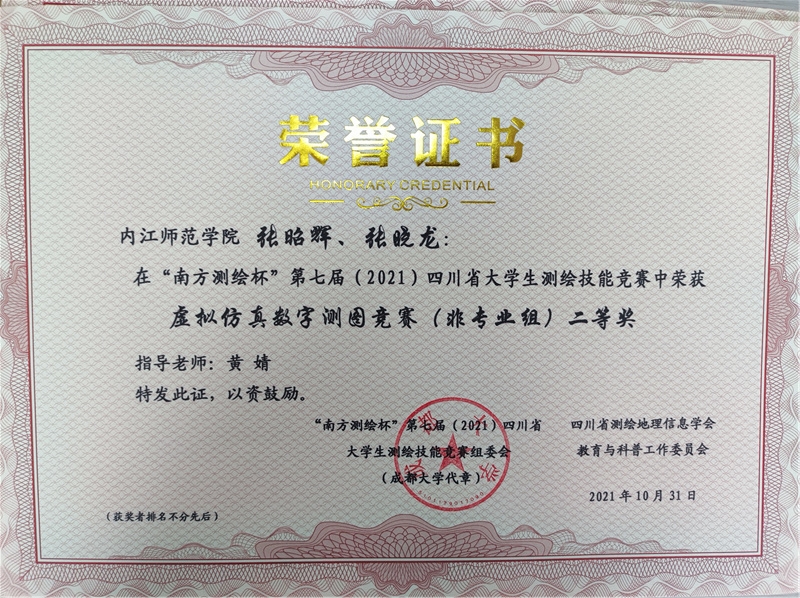 荣誉证书
HONORARY CREDENTIAL
内江师范学院 张昭辉、张晓龙：
在“南方测绘杯”第七届（2021）四川省大学生测绘技能竞赛中荣获
虚拟仿真数字测图竞赛（非专业组）二等奖
指导老师：黄 婧
特发此证，以资鼓励。
“南方测绘杯”第七届（2021）四川省
大学生测绘技能竞赛组委会
（成都大学代章）
四川省测绘地理信息学会
教育与科普工作委员会
2021年10月31日
（获奖者排名不分先后）
成都大学